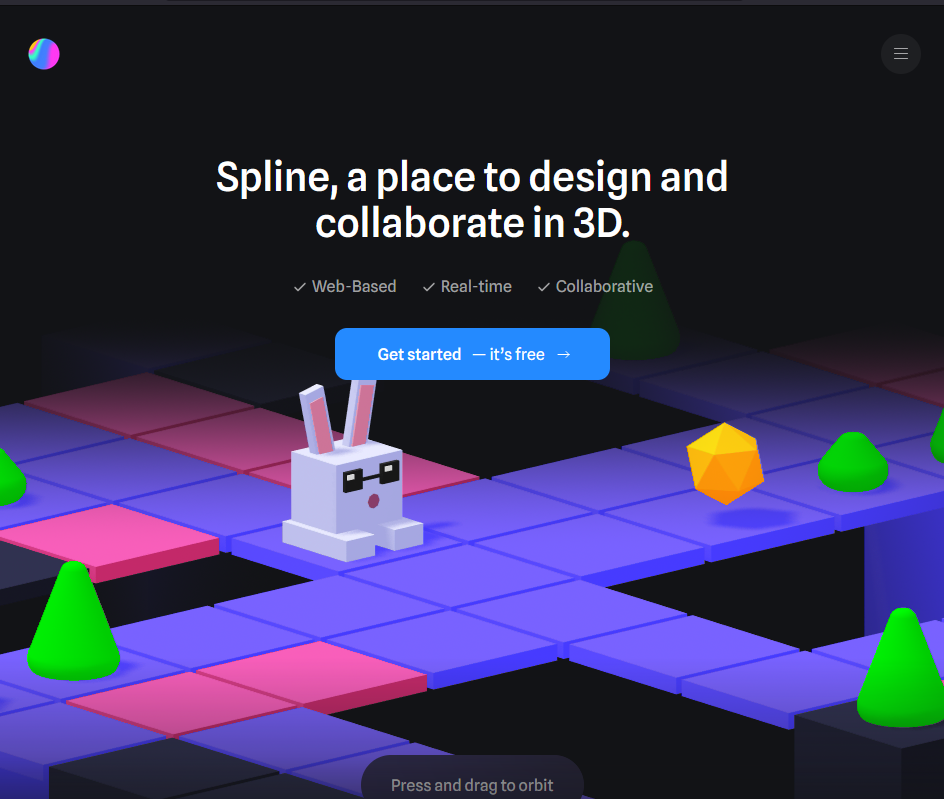 Spline, a place to design and
collaborate in 3D.
✓ Web-Based ✓ Real-time ✓ Collaborative
Get started — it’s free →
Press and drag to orbit